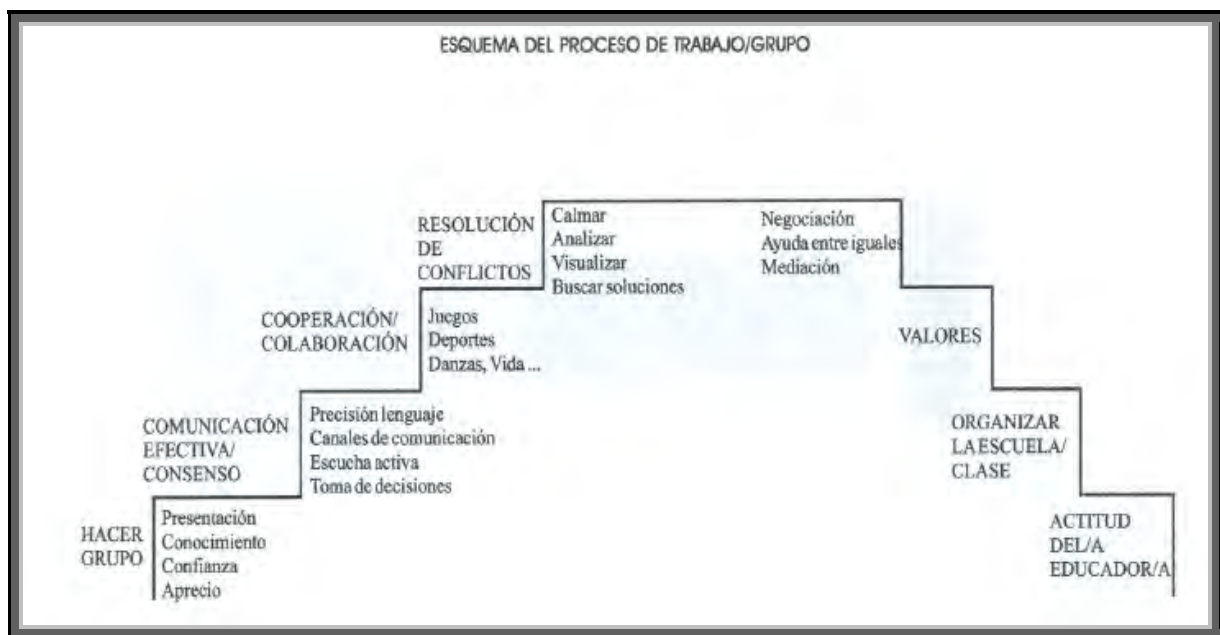 ESQUEMA DEL PROCESO DE TRABAJO/GRUPO
RESOLUCIÓN
DE
CONFLICTOS
Calmar
Analizar
Visualizar
Buscar soluciones
Negociación
Ayuda entre iguales
Mediación
COOPERACIÓN/
COLABORACIÓN
Juegos
Deportes
Danzas, Vida ...
VALORES
COMUNICACIÓN
EFECTIVA/
CONSENSO
Precisión lenguaje
Canales de comunicación
Escucha activa
Toma de decisiones
ORGANIZAR
LA ESCUELA/
CLASE
HACER
GRUPO
Presentación
Conocimiento
Confianza
Aprecio
ACTITUD
DEL/A
EDUCADOR/A